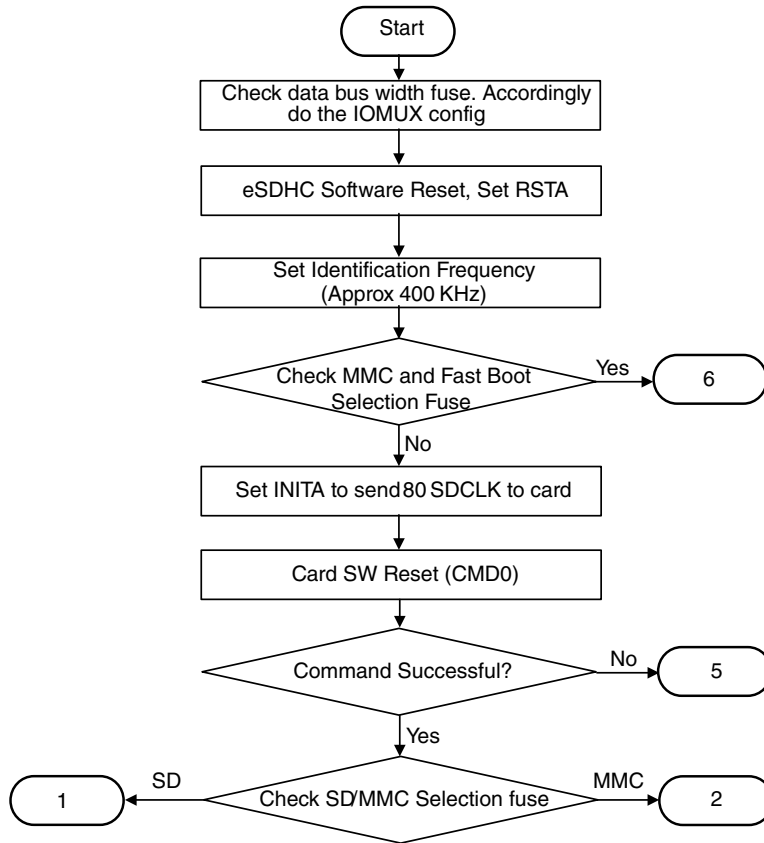 Start
Check data bus width fuse. Accordingly
do the IOMUX config
eSDHC Software Reset, Set RSTA
Set Identification Frequency
(Approx 400 KHz)
Check MMC and Fast Boot
Selection Fuse
Yes
6
No
Set INITA to send 80 SDCLK to card
Card SW Reset (CMD0)
Command Successful?
No
5
Yes
SD
1
Check SD/MMC Selection fuse
MMC
2